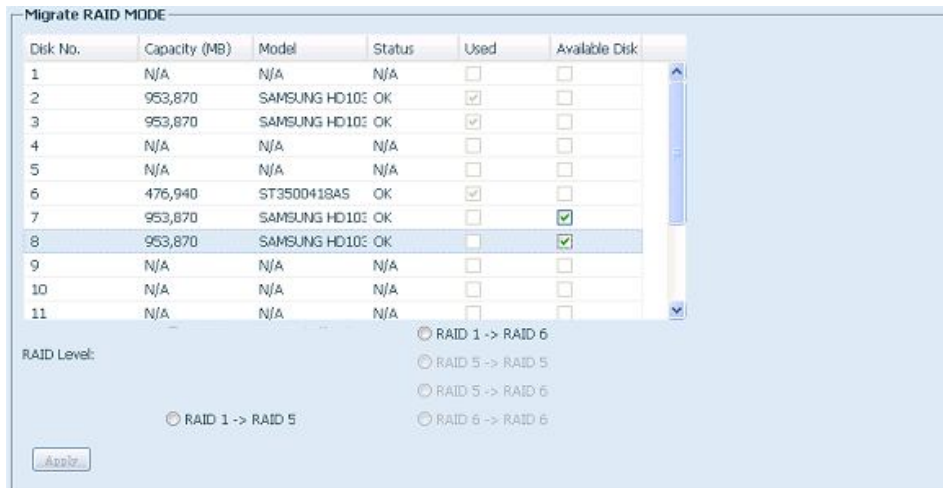 Migrate RAID MODE
Disk No. Capacity (MB) Model Status Used Available Disk
1 N/A N/A N/A
2 953,870 SAMSUNG HD103 OK
3 953,870 SAMSUNG HD103 OK
4 N/A N/A N/A
5 N/A N/A N/A
6 476,940 ST3500418AS OK
7 953,870 SAMSUNG HD103 OK
8 953,870 SAMSUNG HD103 OK
9 N/A N/A N/A
10 N/A N/A N/A
11 N/A N/A N/A
RAID 1 -> RAID 6
RAID Level:
RAID 5 -> RAID 5
RAID 5 -> RAID 6
RAID 1 -> RAID 5 RAID 6 -> RAID 6
Apply